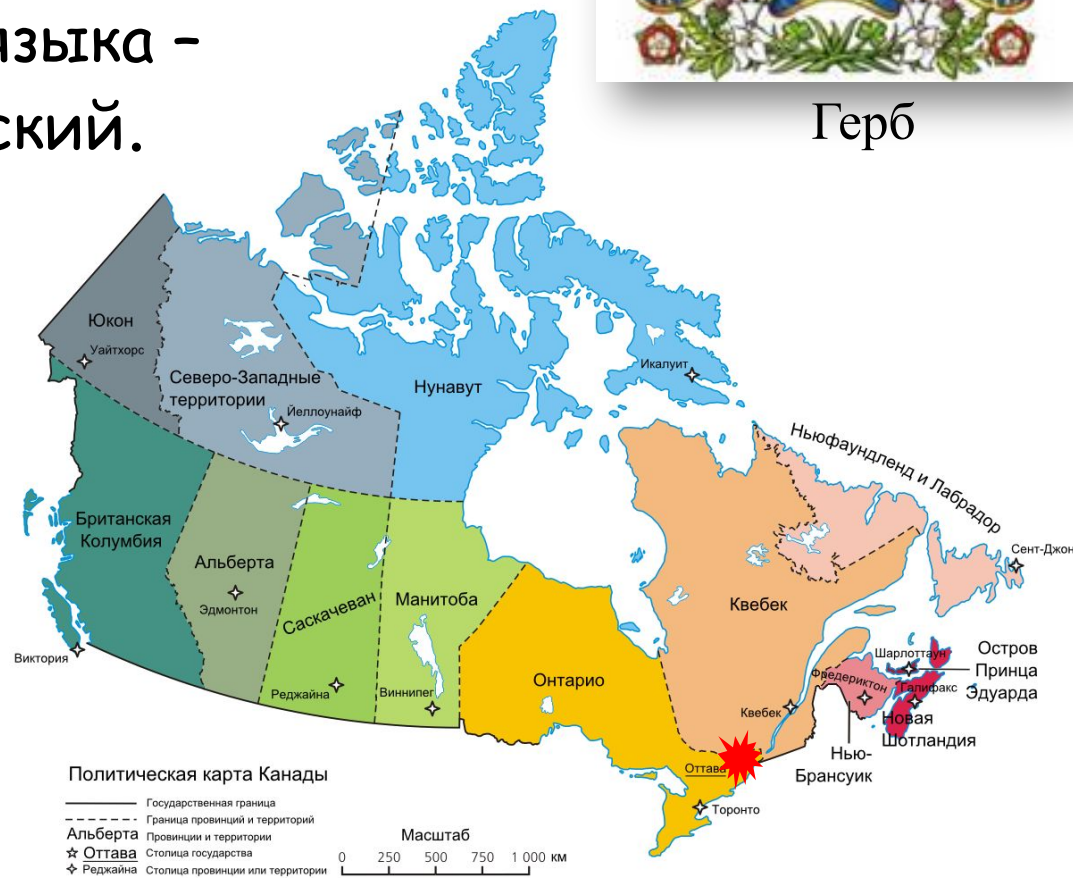 языка –
ский.
Герб
Юкон
Уайтхорс
Северо-Западные
территории
Йеллоунайф
Нунавут
Икалуит
Ньюфаундленд и Лабрадор
Сент-Джон
Британская
Колумбия
Альберта
Эдмонтон
Саскачеван
Манитоба
Квебек
Виктория
Реджайна
Виннипег
Онтарио
Квебек
Оттава
Торонто
Шарлоттаун
Остров
Принца
Эдуарда
Фредериктон
Галифакс
Новая
Шотландия
Нью-
Брансуик
Политическая карта Канады
Государственная граница
Граница провинций и территорий
Альберта Провинции и территории
Оттава Столица государства
Реджайна Столица провинции или территории
Масштаб
0 250 500 750 1 000 км